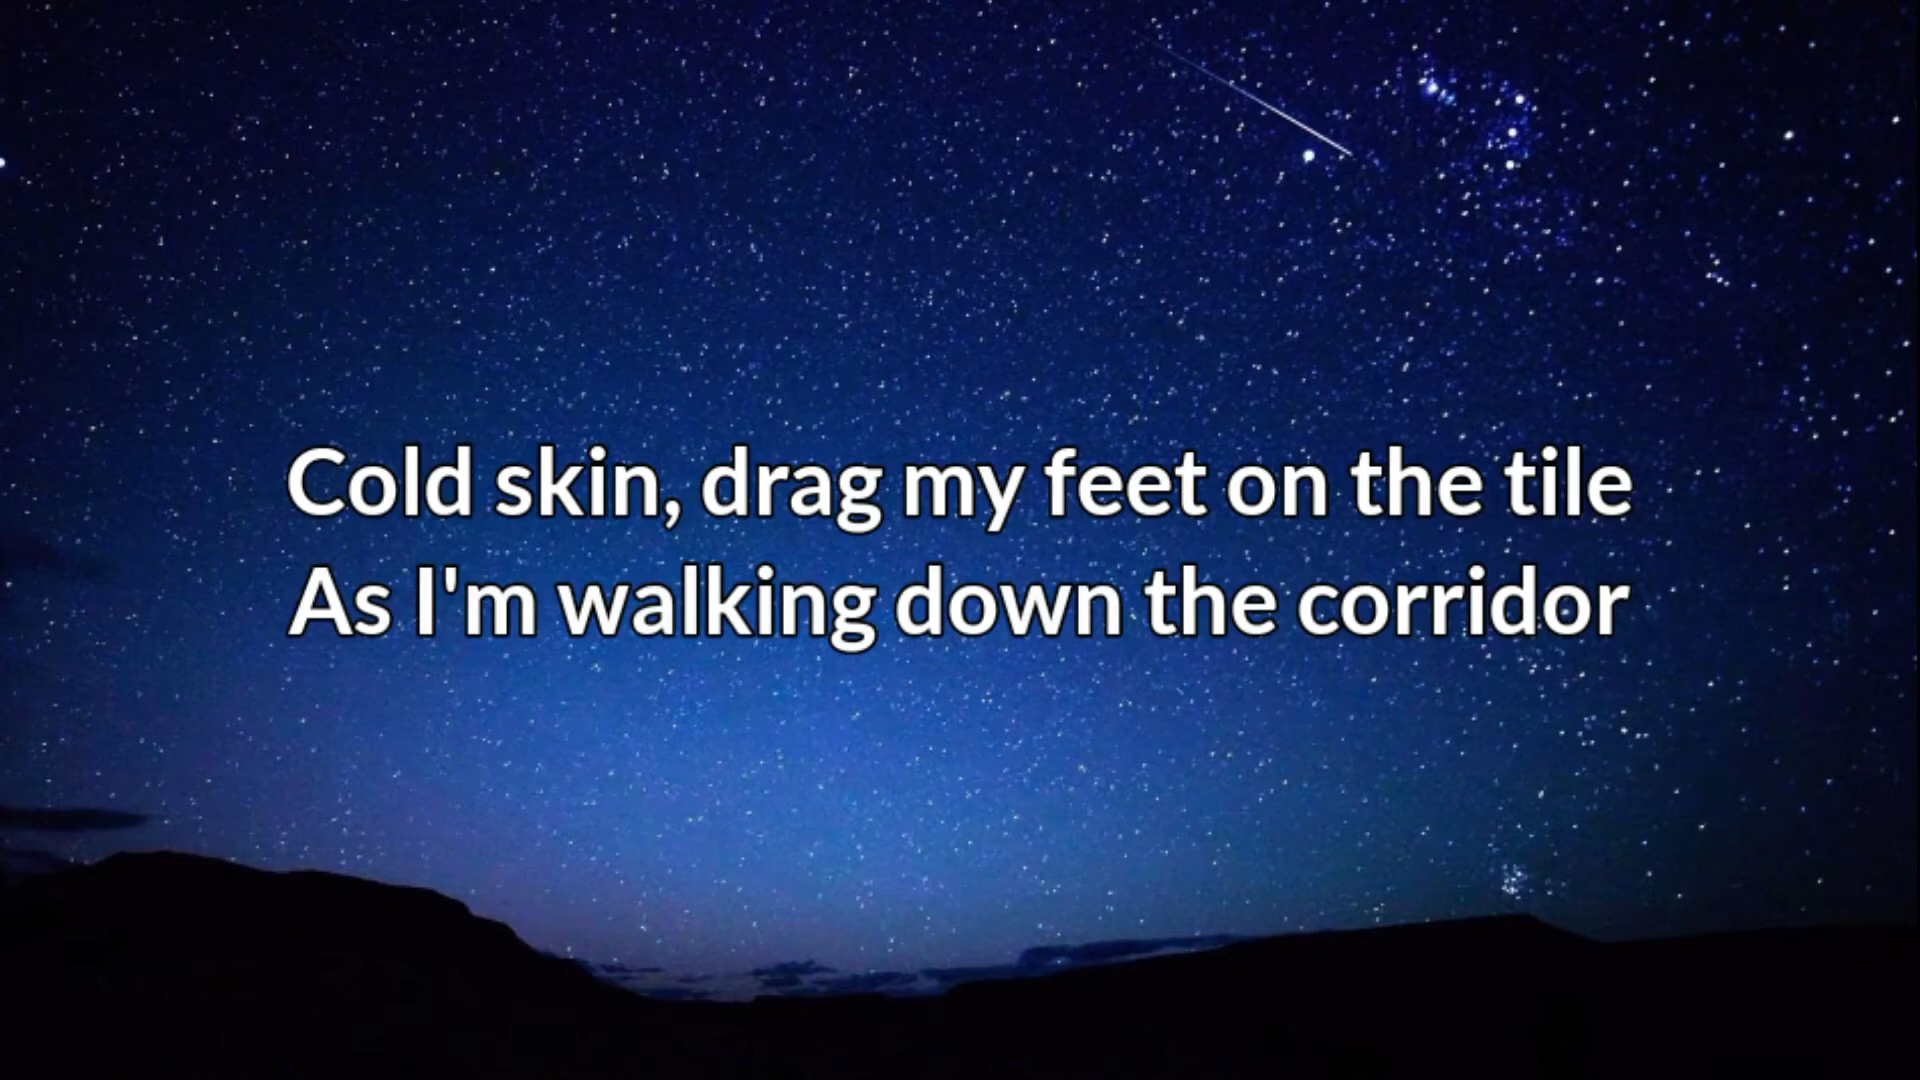 Cold skin, drag my feet on the tile
As I'm walking down the corridor